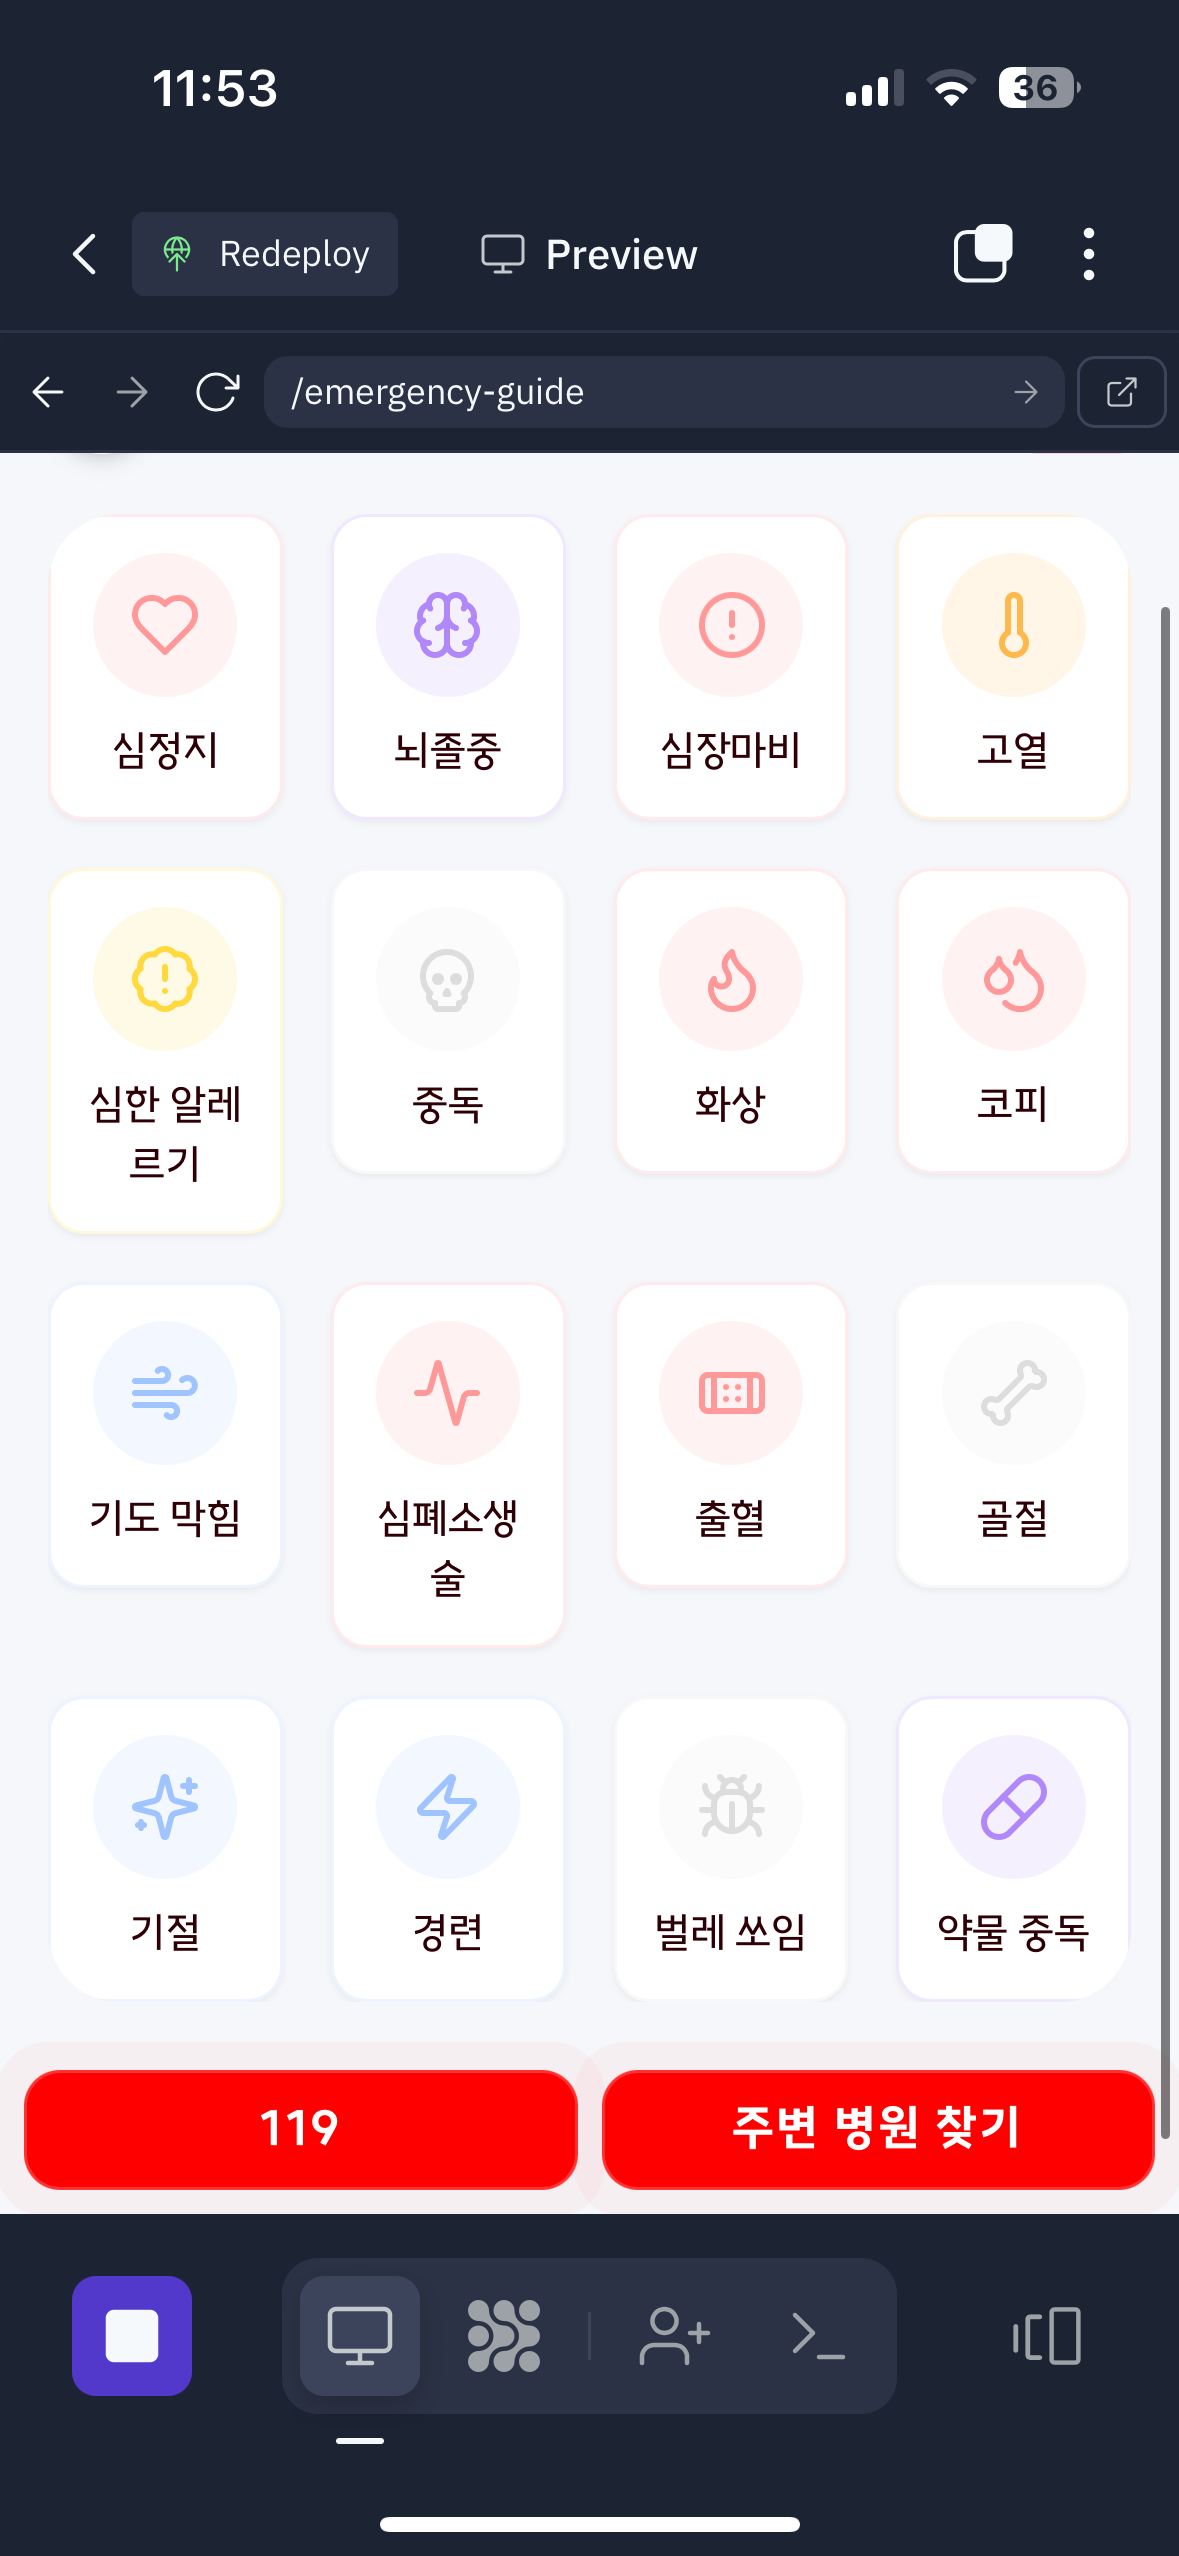 11:53
36
Redeploy
Preview
/emergency-guide
심정지
뇌졸중
심장마비
고열
심한 알레
르기
중독
화상
코피
기도 막힘
심폐소생
술
출혈
골절
기절
경련
벌레 쏘임
약물 중독
119
주변 병원 찾기